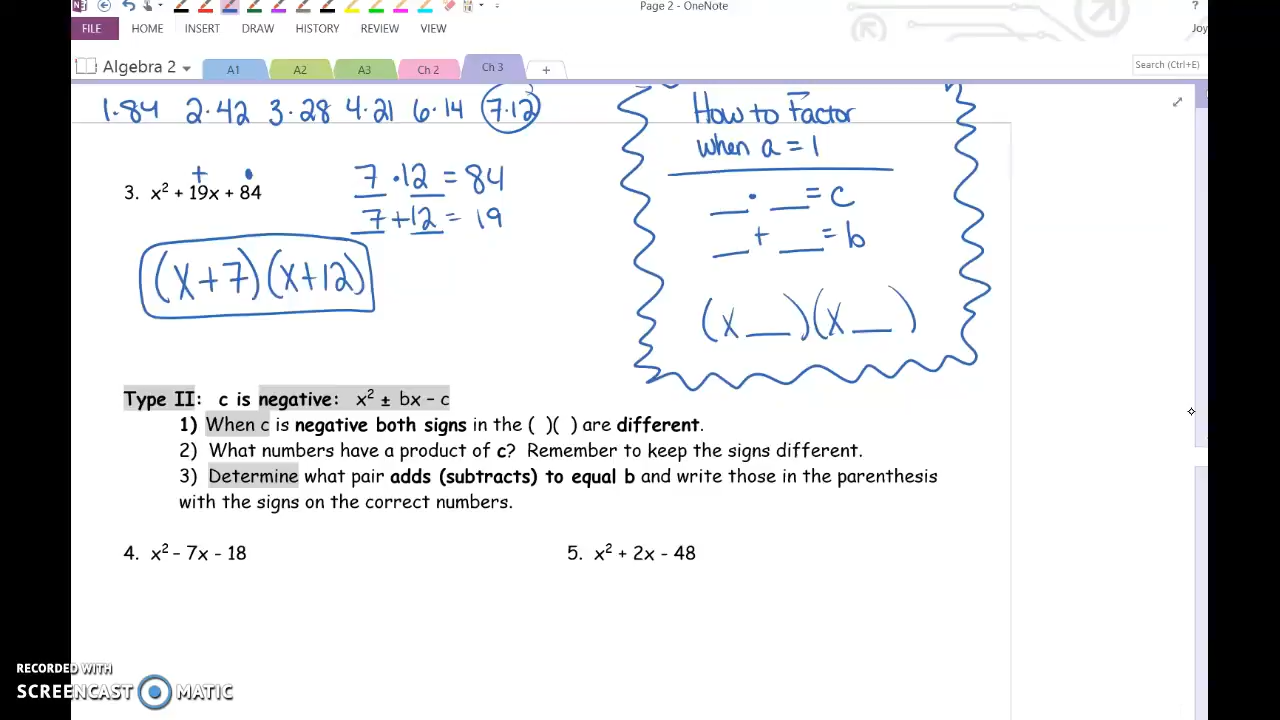 Page 2 - OneNote
?
FILE HOME INSERT DRAW HISTORY REVIEW VIEW
Joy
Algebra 2 A1 A2 A3 Ch 2 Ch 3 +
Search (Ctrl+E)
1·84 2·42 3·28 4·21 6·14 7·12
How to Factor
when a = 1
__ · __ = c
__ + __ = b
(x __)(x __)
+ •
3. x² + 19x + 84
7 · 12 = 84
7 + 12 = 19
(x+7)(x+12)
Type II: c is negative: x² ± bx – c
1) When c is negative both signs in the ( )( ) are different.
2) What numbers have a product of c? Remember to keep the signs different.
3) Determine what pair adds (subtracts) to equal b and write those in the parenthesis
with the signs on the correct numbers.
4. x² – 7x - 18
5. x² + 2x - 48
RECORDED WITH
SCREENCAST MATIC